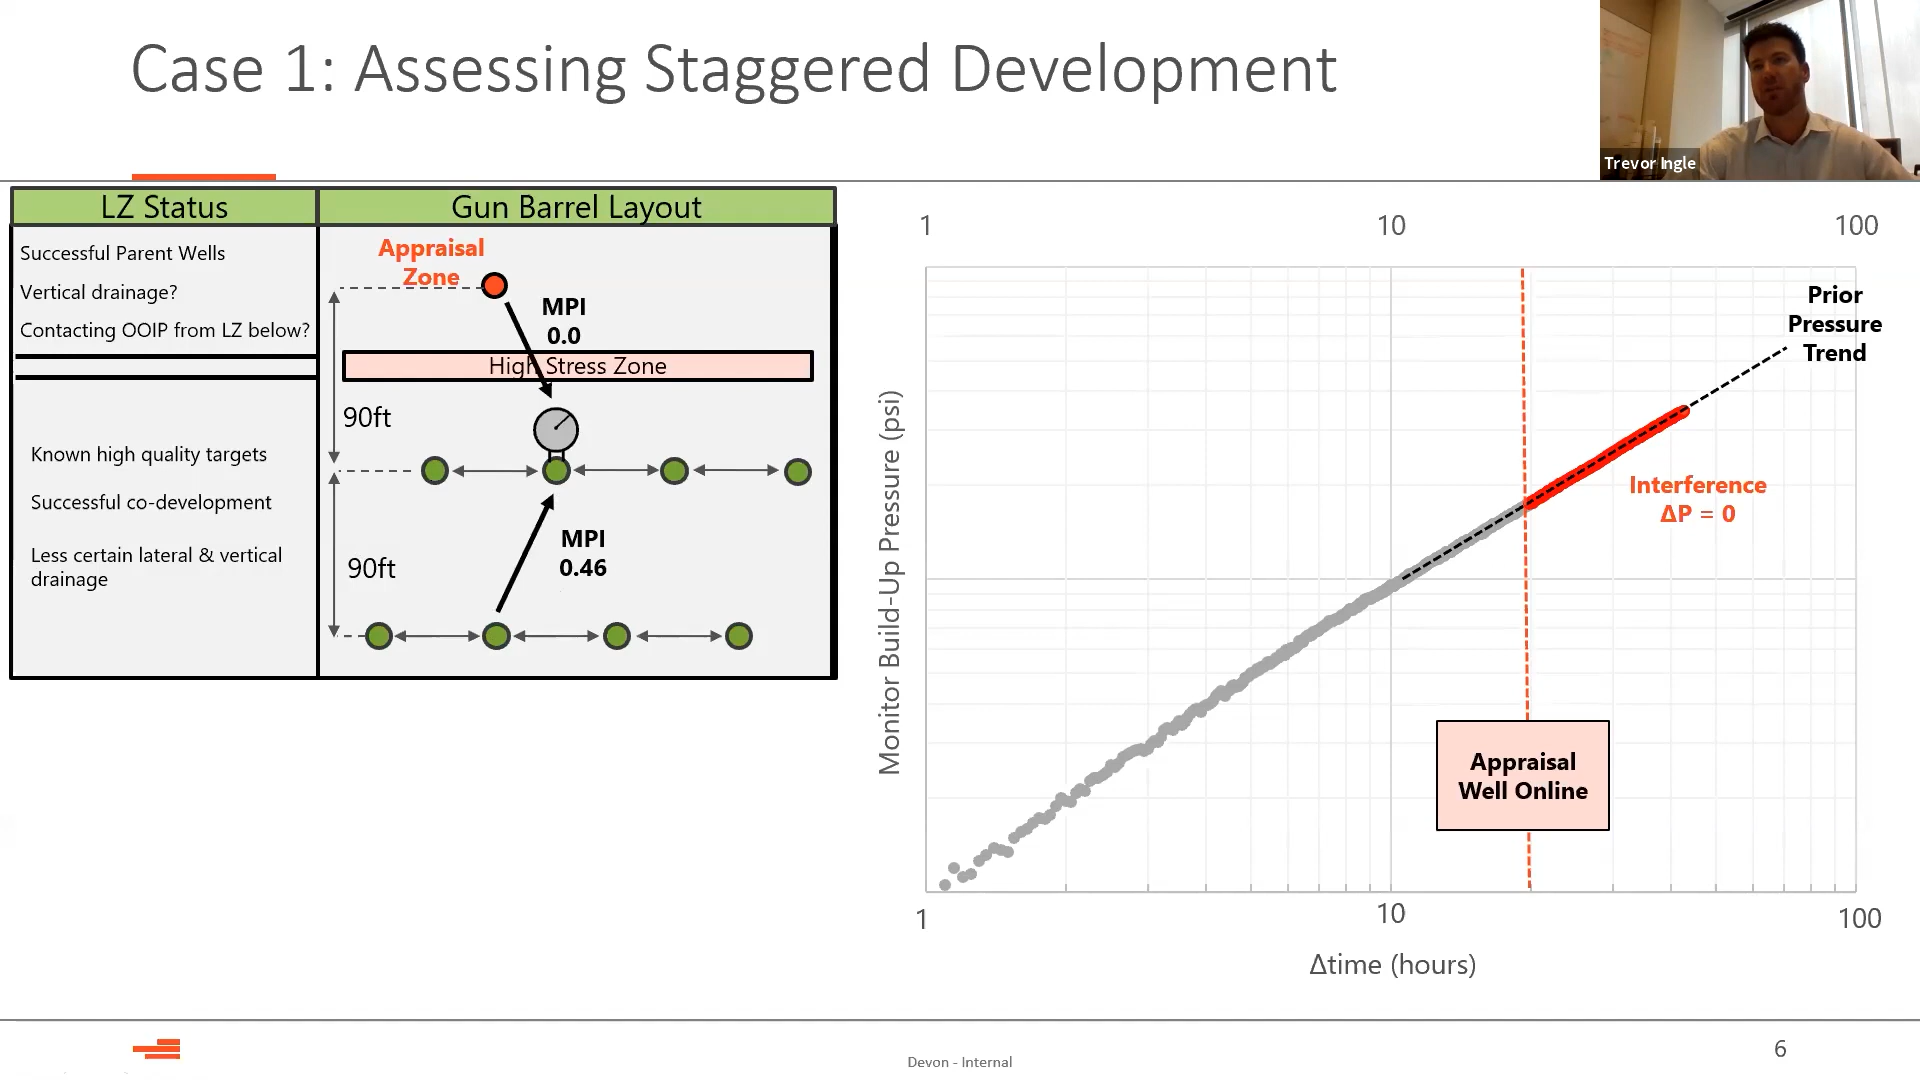 Case 1: Assessing Staggered Development
Trevor Ingle
LZ Status
Gun Barrel Layout
Successful Parent Wells
Vertical drainage?
Contacting OOIP from LZ below?
Known high quality targets
Successful co-development
Less certain lateral & vertical
drainage
Appraisal
Zone
MPI
0.0
High Stress Zone
90ft
90ft
MPI
0.46
1
10
100
Monitor Build-Up Pressure (psi)
Prior
Pressure
Trend
Interference
ΔP = 0
Appraisal
Well Online
1
10
100
Δtime (hours)
Devon - Internal
6